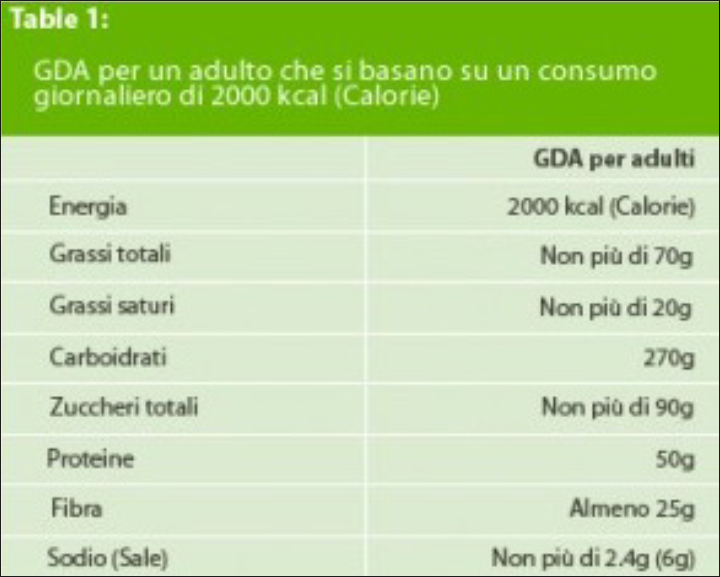 Table 1:
GDA per un adulto che si basano su un consumo
giornaliero di 2000 kcal (Calorie)
GDA per adulti
Energia 2000 kcal (Calorie)
Grassi totali Non più di 70g
Grassi saturi Non più di 20g
Carboidrati 270g
Zuccheri totali Non più di 90g
Proteine 50g
Fibra Almeno 25g
Sodio (Sale) Non più di 2.4g (6g)